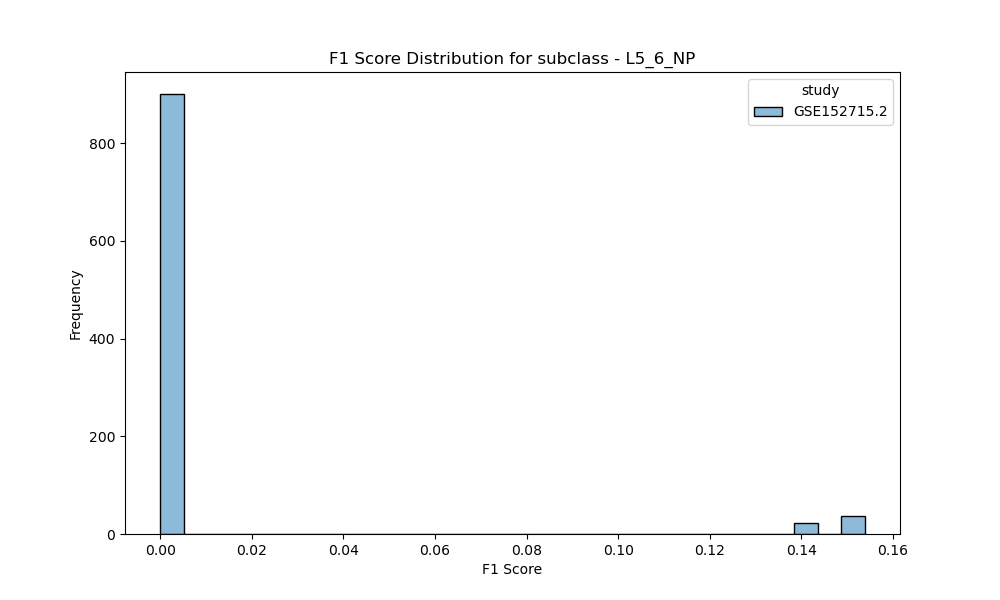 F1 Score Distribution for subclass - L5_6_NP
study
GSE152715.2
800
600
400
200
0
Frequency
0.00 0.02 0.04 0.06 0.08 0.10 0.12 0.14 0.16
F1 Score